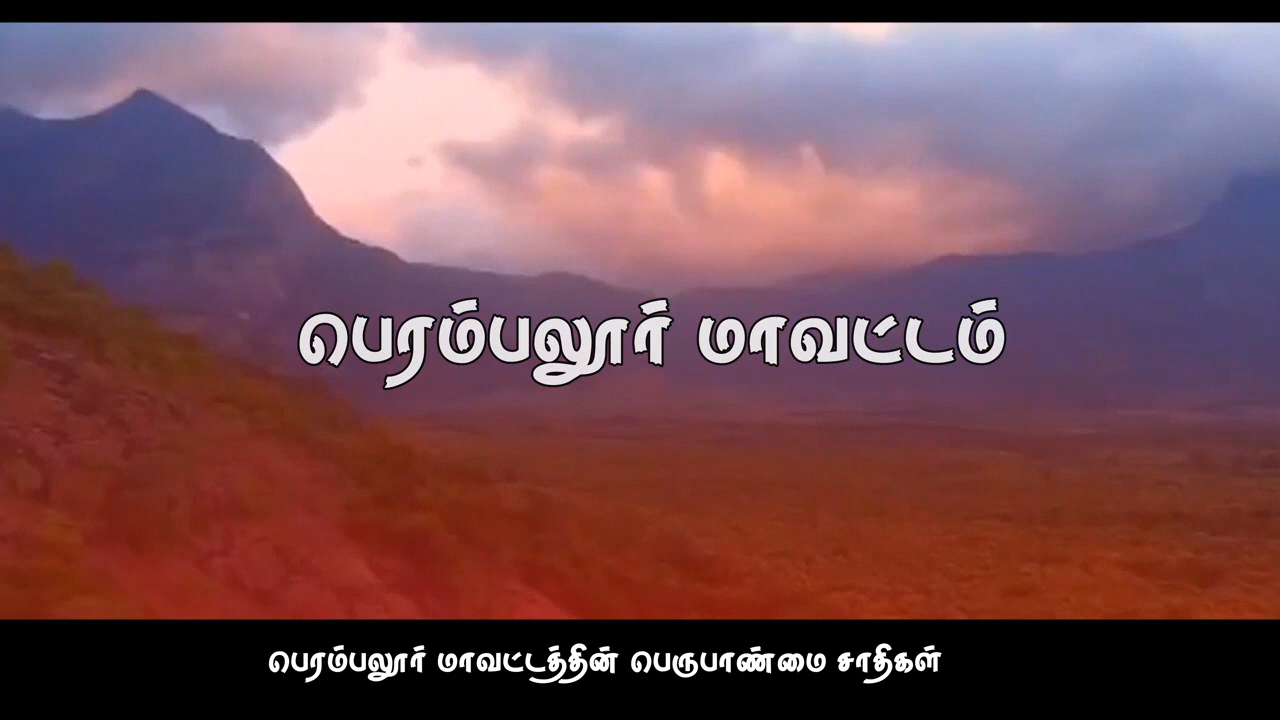 பெரம்பலூர் மாவட்டம்
பெரம்பலூர் மாவட்டத்தின் பெருபாண்மை சாதிகள்